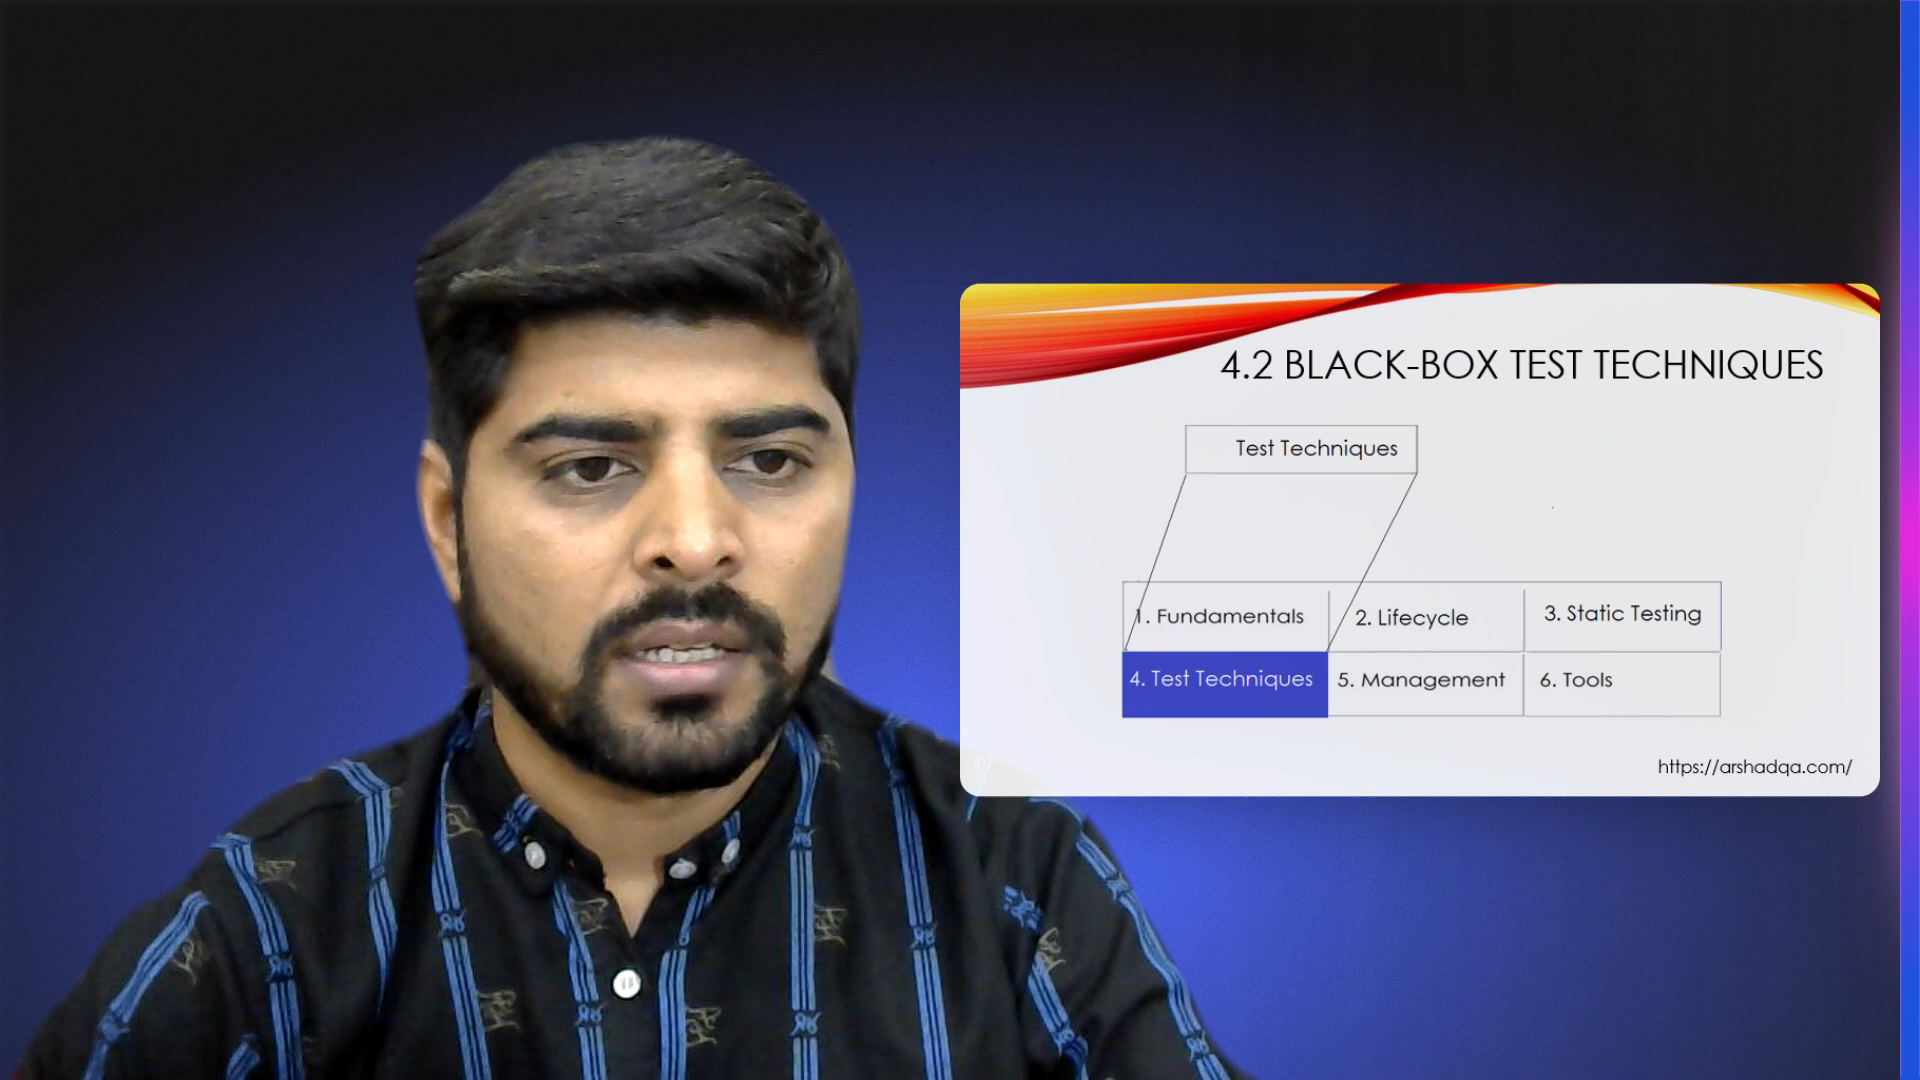 4.2 BLACK-BOX TEST TECHNIQUES
Test Techniques
1. Fundamentals
2. Lifecycle
3. Static Testing
4. Test Techniques
5. Management
6. Tools
https://arshadqa.com/